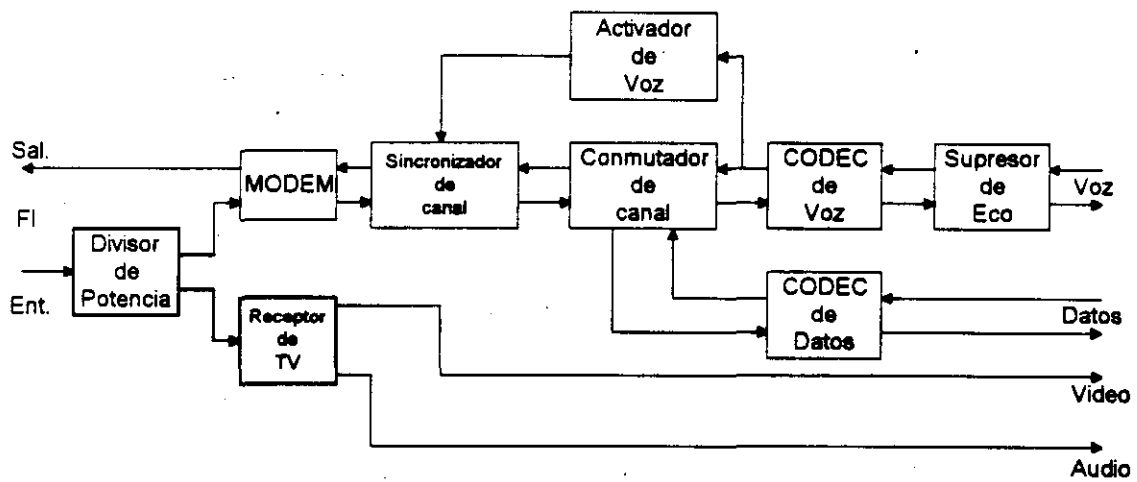 Activador
de
Voz
Sal.
MODEM
Sincronizador
de
canal
Conmutador
de
canal
CODEC
de
Voz
Supresor
de
Eco
Voz
FI
Ent.
Divisor
de
Potencia
Receptor
de
TV
CODEC
de
Datos
Datos
Video
Audio